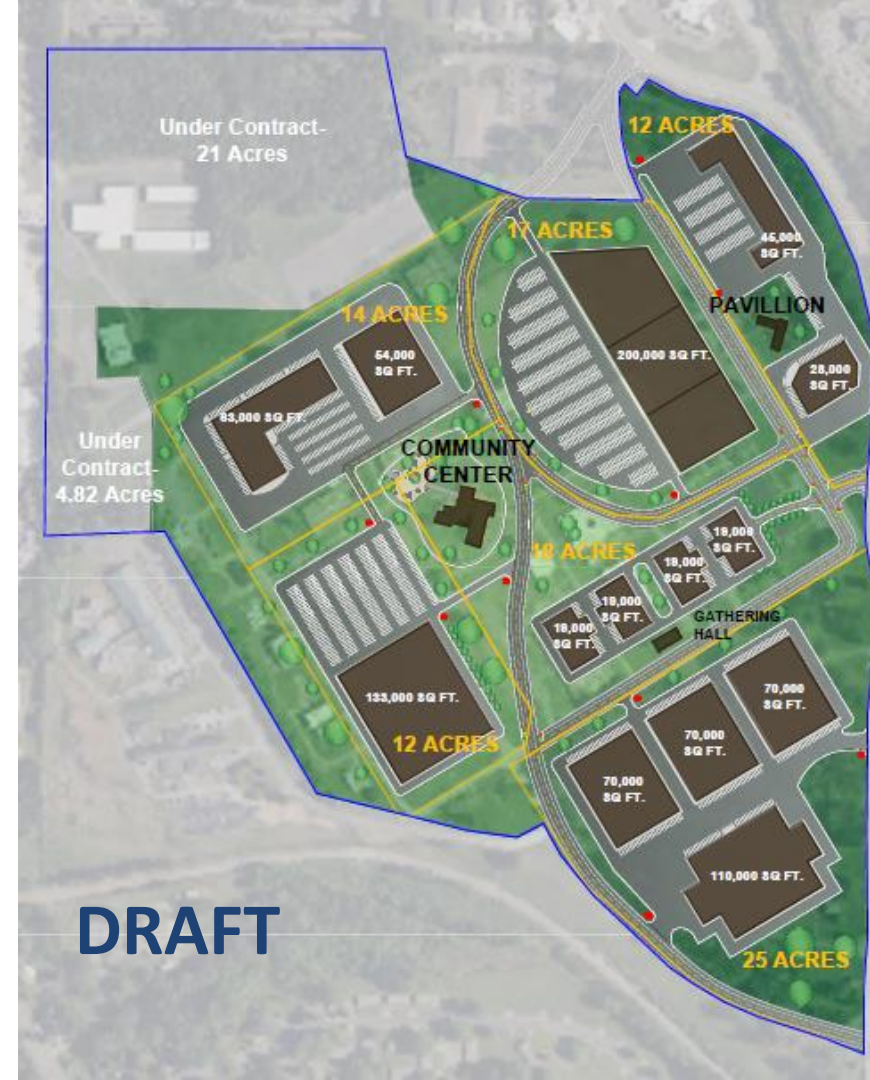 Under Contract-
21 Acres
12 ACRES
17 ACRES
45,000
SQ FT.
PAVILLION
14 ACRES
54,000
SQ FT.
200,000 SQ FT.
28,000
SQ FT.
83,000 SQ FT.
Under
Contract-
4.82 Acres
COMMUNITY
CENTER
18 ACRES
18,000
SQ FT.
18,000
SQ FT.
18,000
SQ FT.
18,000
SQ FT.
GATHERING
HALL
133,000 SQ FT.
12 ACRES
70,000
SQ FT.
70,000
SQ FT.
70,000
SQ FT.
110,000 SQ FT.
DRAFT
25 ACRES